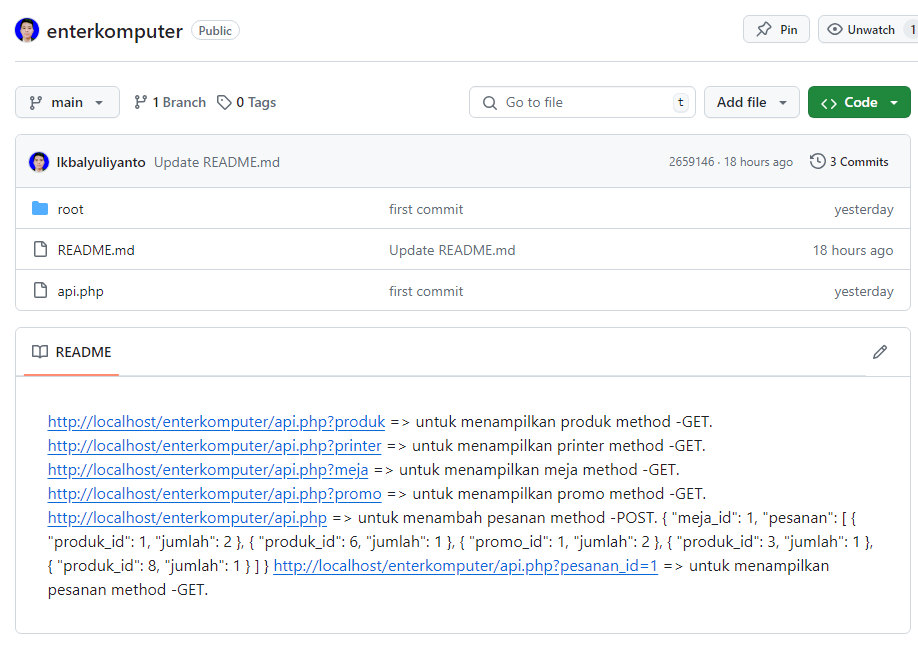 enterkomputer Public Pin Unwatch 1
main 1 Branch 0 Tags Go to file t Add file Code
Ikbalyuliyanto Update README.md 2659146 · 18 hours ago 3 Commits
root first commit yesterday
README.md Update README.md 18 hours ago
api.php first commit yesterday
README
http://localhost/enterkomputer/api.php?produk => untuk menampilkan produk method -GET.
http://localhost/enterkomputer/api.php?printer => untuk menampilkan printer method -GET.
http://localhost/enterkomputer/api.php?meja => untuk menampilkan meja method -GET.
http://localhost/enterkomputer/api.php?promo => untuk menampilkan promo method -GET.
http://localhost/enterkomputer/api.php => untuk menambah pesanan method -POST. { "meja_id": 1, "pesanan": [ {
"produk_id": 1, "jumlah": 2 }, { "produk_id": 6, "jumlah": 1 }, { "promo_id": 1, "jumlah": 2 }, { "produk_id": 3, "jumlah": 1 },
{ "produk_id": 8, "jumlah": 1 } ] } http://localhost/enterkomputer/api.php?pesanan_id=1 => untuk menampilkan
pesanan method -GET.